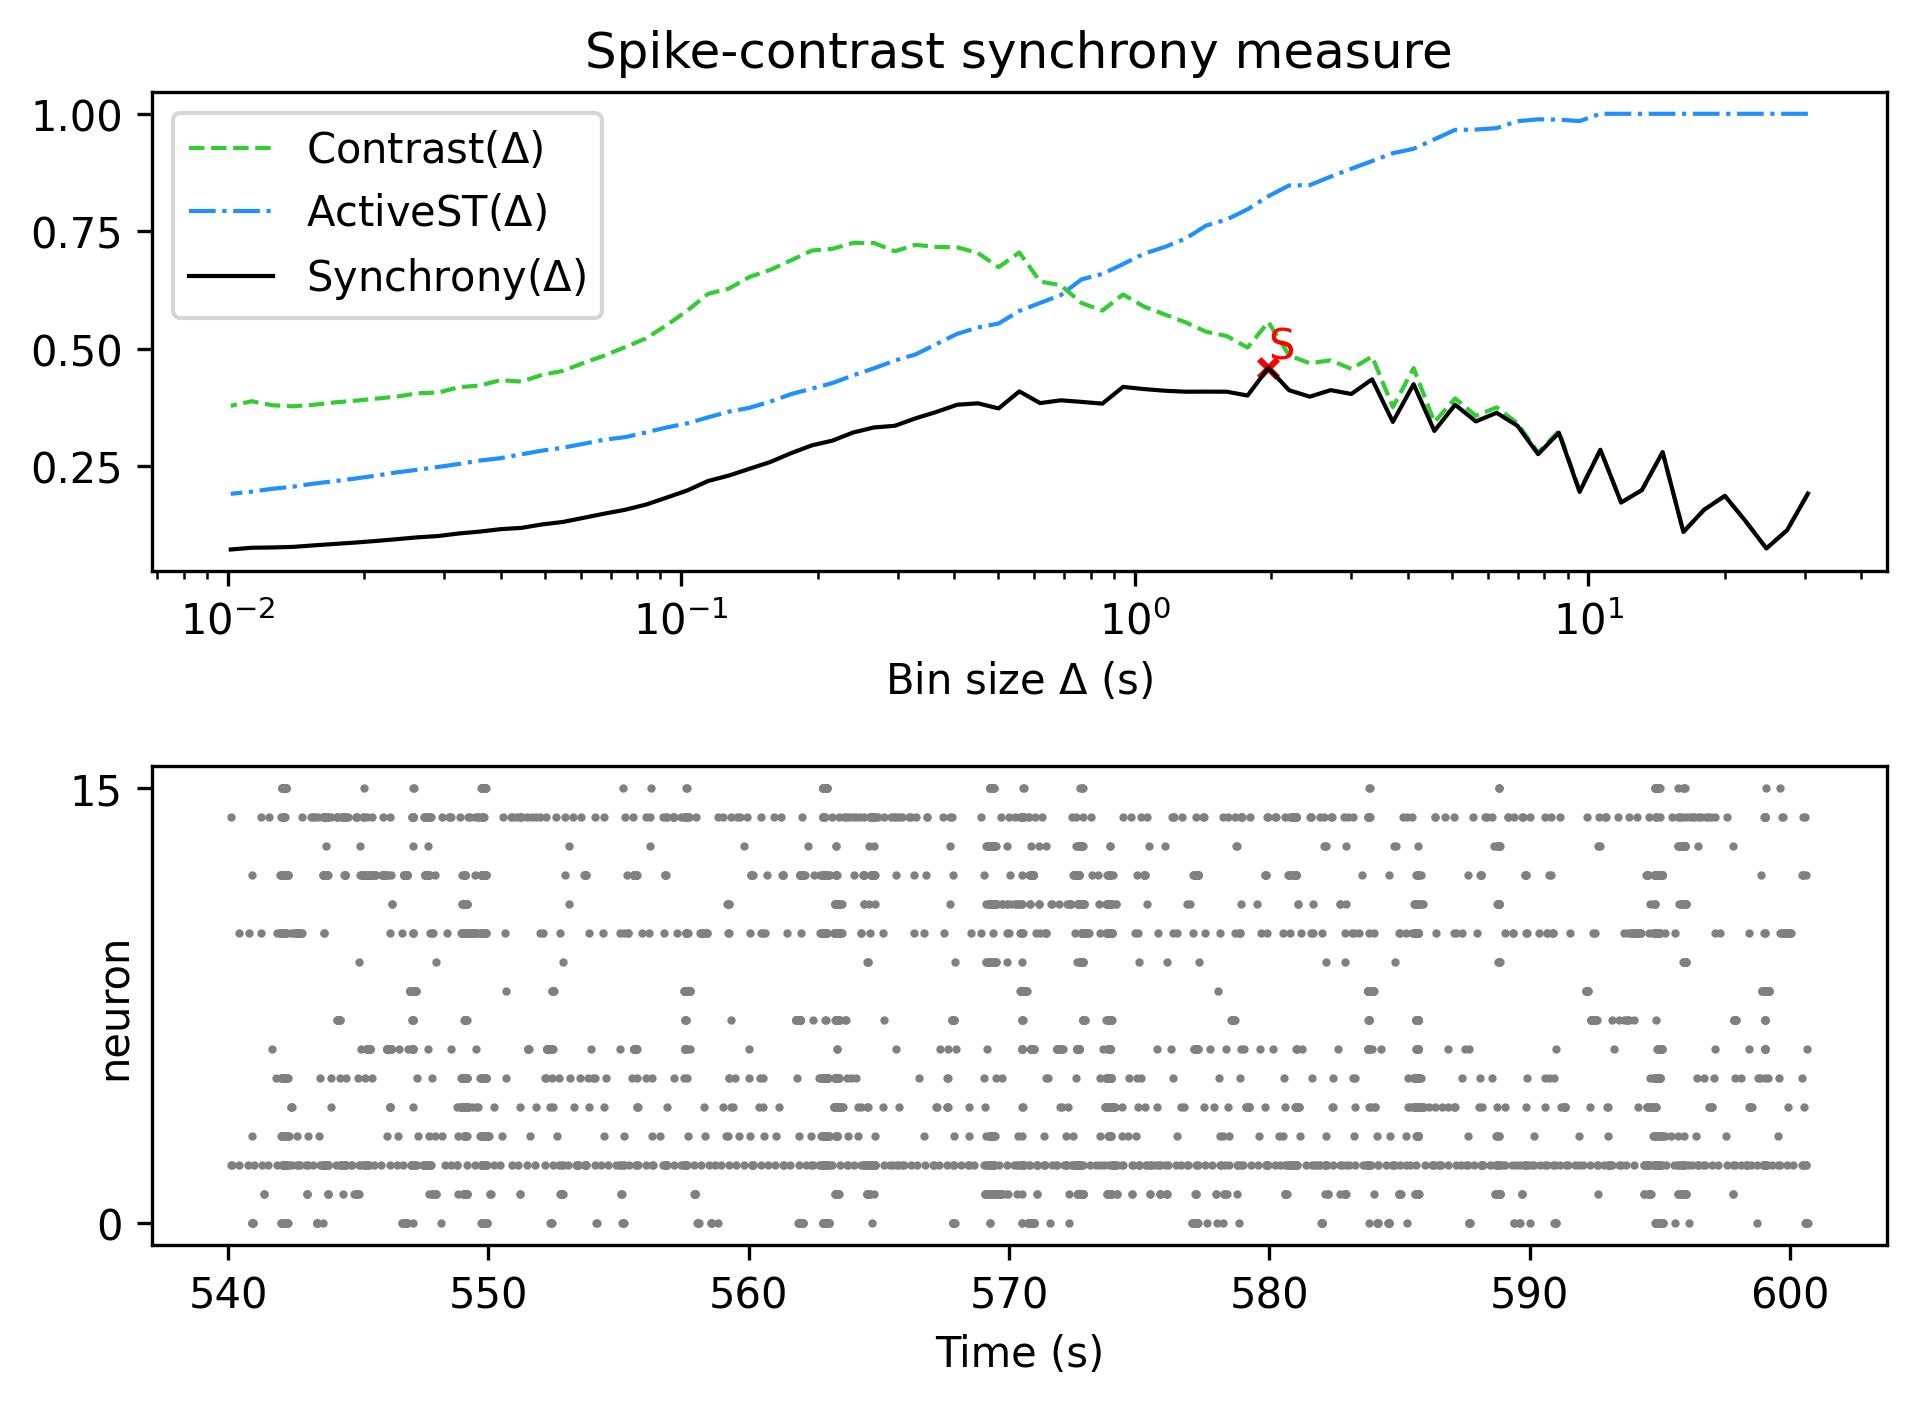 Spike-contrast synchrony measure
1.00
0.75
0.50
0.25
Contrast(Δ)
ActiveST(Δ)
Synchrony(Δ)
S
10⁻² 10⁻¹ 10⁰ 10¹
Bin size Δ (s)
15
0
neuron
540 550 560 570 580 590 600
Time (s)